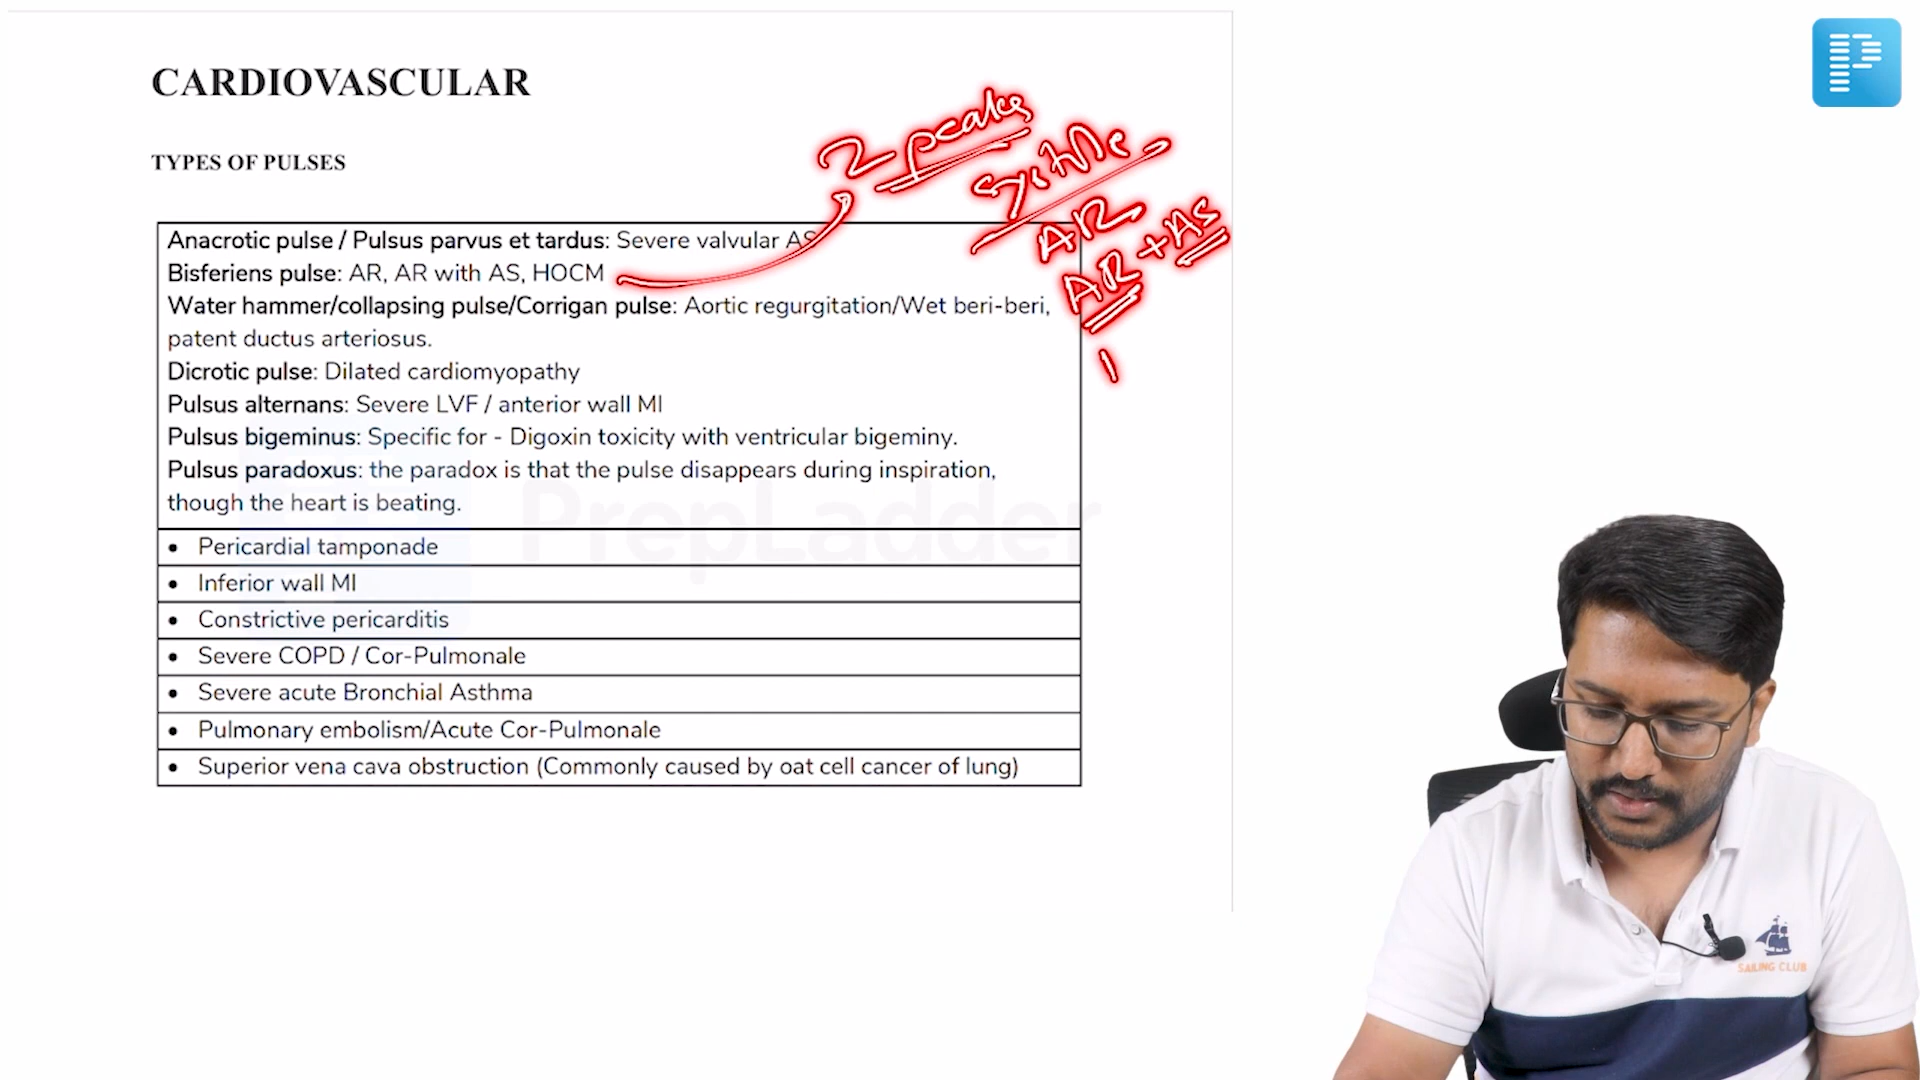 CARDIOVASCULAR
TYPES OF PULSES
2 peaks
systole
AR
AR + AS
Anacrotic pulse / Pulsus parvus et tardus: Severe valvular AS
Bisferiens pulse: AR, AR with AS, HOCM
Water hammer/collapsing pulse/Corrigan pulse: Aortic regurgitation/Wet beri-beri,
patent ductus arteriosus.
Dicrotic pulse: Dilated cardiomyopathy
Pulsus alternans: Severe LVF / anterior wall MI
Pulsus bigeminus: Specific for - Digoxin toxicity with ventricular bigeminy.
Pulsus paradoxus: the paradox is that the pulse disappears during inspiration,
though the heart is beating.
PrepLadder
• Pericardial tamponade
• Inferior wall MI
• Constrictive pericarditis
• Severe COPD / Cor-Pulmonale
• Severe acute Bronchial Asthma
• Pulmonary embolism/Acute Cor-Pulmonale
• Superior vena cava obstruction (Commonly caused by oat cell cancer of lung)
SAILING CLUB